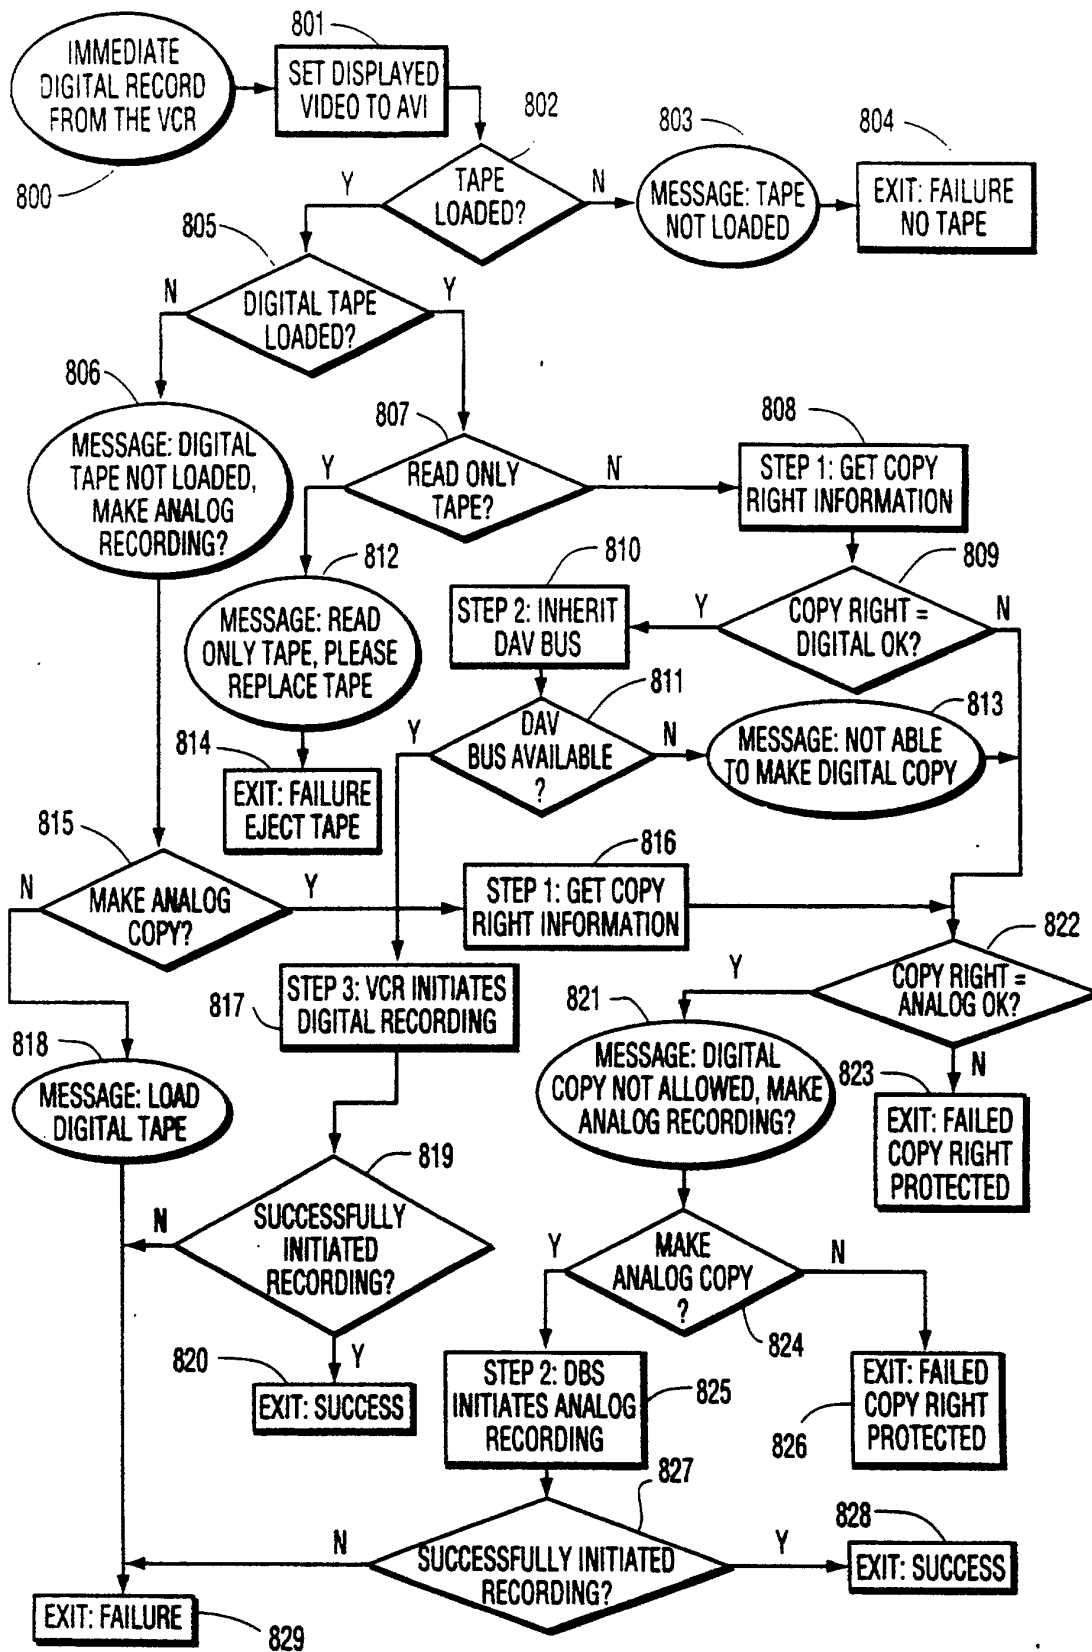 IMMEDIATE
DIGITAL RECORD
FROM THE VCR
800
801
SET DISPLAYED
VIDEO TO AVI
802
TAPE
LOADED?
Y
N
803
MESSAGE: TAPE
NOT LOADED
804
EXIT: FAILURE
NO TAPE
805
DIGITAL TAPE
LOADED?
N
Y
806
MESSAGE: DIGITAL
TAPE NOT LOADED,
MAKE ANALOG
RECORDING?
807
READ ONLY
TAPE?
Y
N
808
STEP 1: GET COPY
RIGHT INFORMATION
809
COPY RIGHT =
DIGITAL OK?
Y
N
810
STEP 2: INHERIT
DAV BUS
811
DAV
BUS AVAILABLE
?
Y
N
812
MESSAGE: READ
ONLY TAPE, PLEASE
REPLACE TAPE
813
MESSAGE: NOT ABLE
TO MAKE DIGITAL COPY
814
EXIT: FAILURE
EJECT TAPE
815
MAKE ANALOG
COPY?
N
Y
816
STEP 1: GET COPY
RIGHT INFORMATION
817
STEP 3: VCR INITIATES
DIGITAL RECORDING
822
COPY RIGHT =
ANALOG OK?
Y
N
818
MESSAGE: LOAD
DIGITAL TAPE
821
MESSAGE: DIGITAL
COPY NOT ALLOWED, MAKE
ANALOG RECORDING?
823
EXIT: FAILED
COPY RIGHT
PROTECTED
819
SUCCESSFULLY
INITIATED
RECORDING?
N
Y
820
EXIT: SUCCESS
MAKE
ANALOG COPY
?
824
Y
N
STEP 2: DBS
INITIATES ANALOG
RECORDING
825
EXIT: FAILED
COPY RIGHT
PROTECTED
826
827
SUCCESSFULLY INITIATED
RECORDING?
N
Y
828
EXIT: SUCCESS
EXIT: FAILURE
829